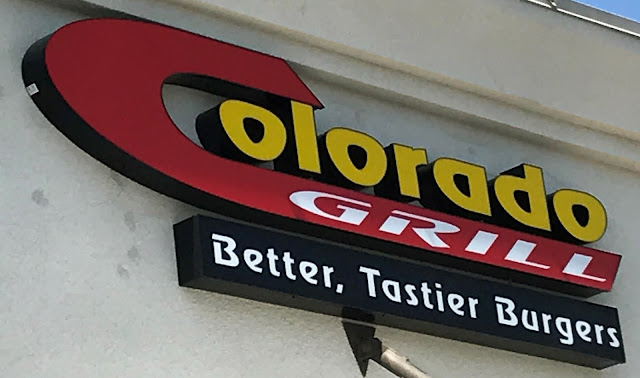 Colorado
GRILL
Better, Tastier Burgers